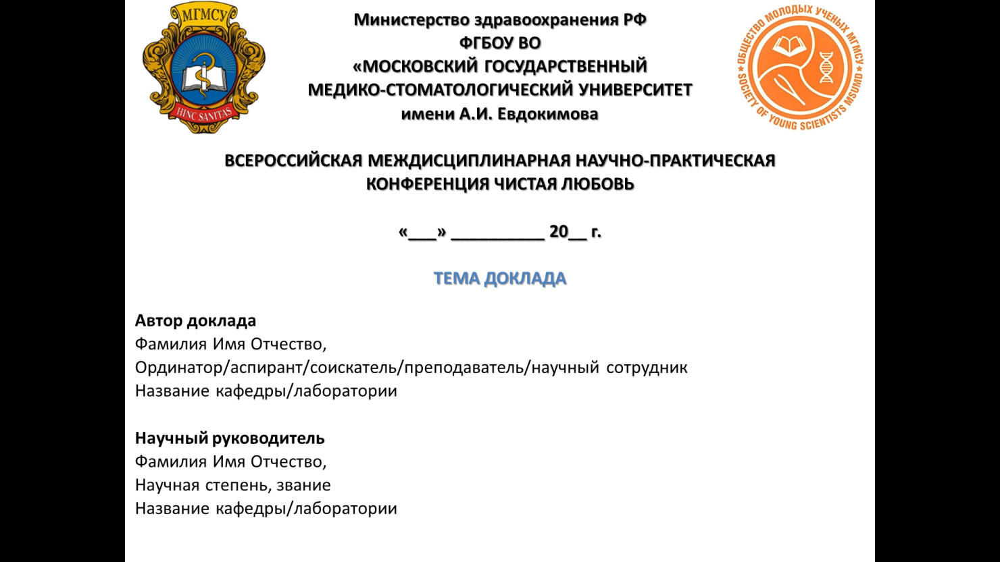 МГМСУ
HINC SANITAS
Министерство здравоохранения РФ
ФГБОУ ВО
«МОСКОВСКИЙ ГОСУДАРСТВЕННЫЙ
МЕДИКО-СТОМАТОЛОГИЧЕСКИЙ УНИВЕРСИТЕТ
имени А.И. Евдокимова
ОБЩЕСТВО МОЛОДЫХ УЧЕНЫХ МГМСУ
SOCIETY OF YOUNG SCIENTISTS MSUMD
ВСЕРОССИЙСКАЯ МЕЖДИСЦИПЛИНАРНАЯ НАУЧНО-ПРАКТИЧЕСКАЯ
КОНФЕРЕНЦИЯ ЧИСТАЯ ЛЮБОВЬ
«___» __________ 20__ г.
ТЕМА ДОКЛАДА
Автор доклада
Фамилия Имя Отчество,
Ординатор/аспирант/соискатель/преподаватель/научный сотрудник
Название кафедры/лаборатории
Научный руководитель
Фамилия Имя Отчество,
Научная степень, звание
Название кафедры/лаборатории